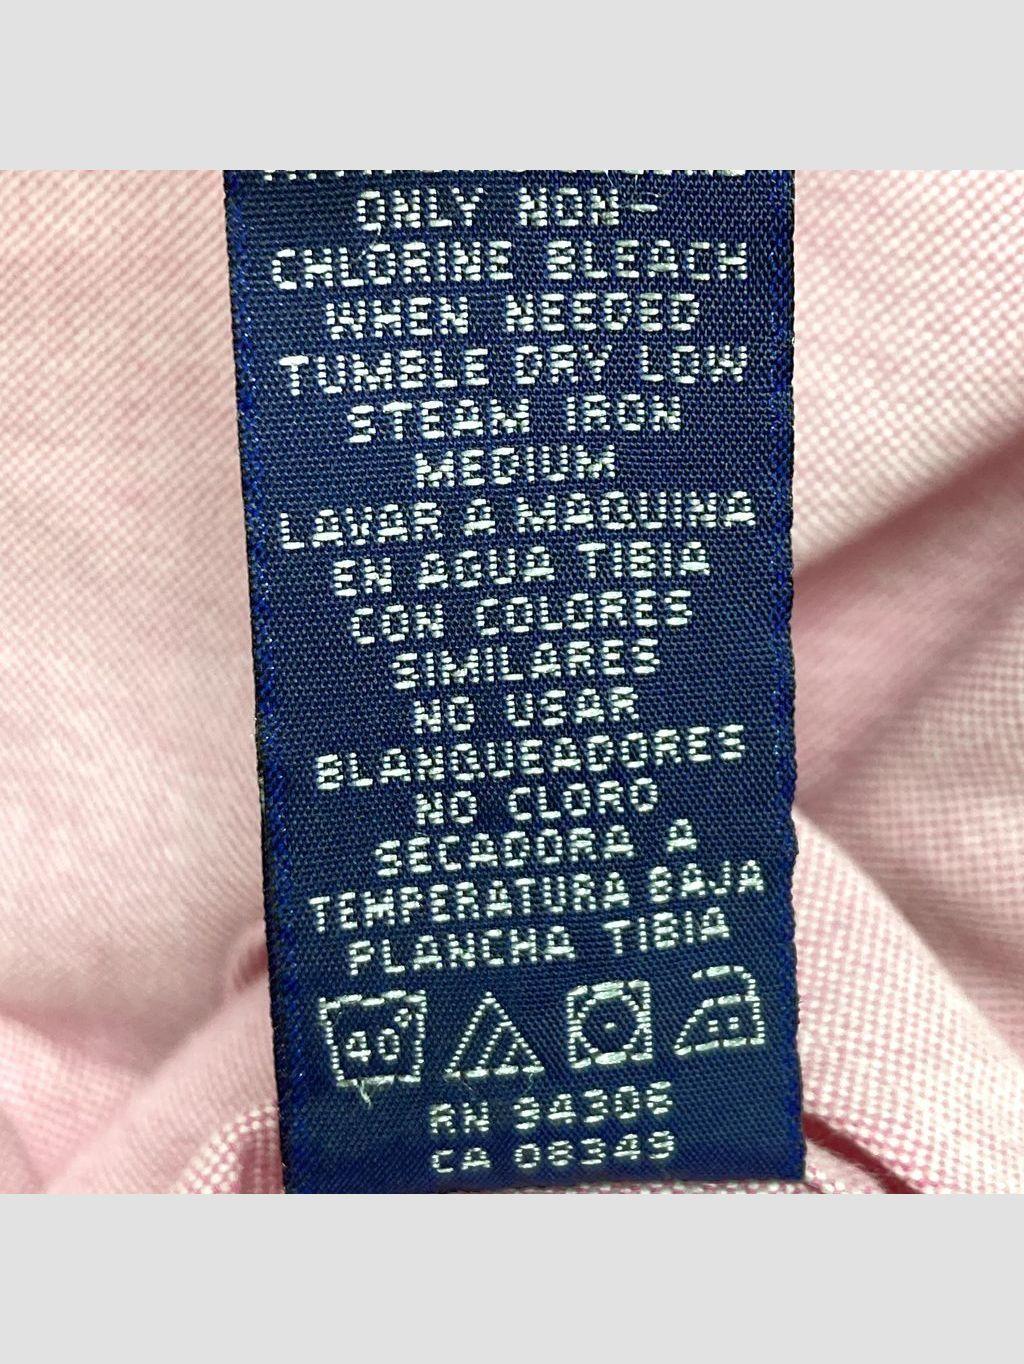 ONLY NON-
CHLORINE BLEACH
WHEN NEEDED
TUMBLE DRY LOW
STEAM IRON
MEDIUM
LAVAR A MAQUINA
EN AGUA TIBIA
CON COLORES
SIMILARES
NO USAR
BLANQUEADORES
NO CLORO
SECADORA A
TEMPERATURA BAJA
PLANCHA TIBIA
40°
RN 94306
CA 08349